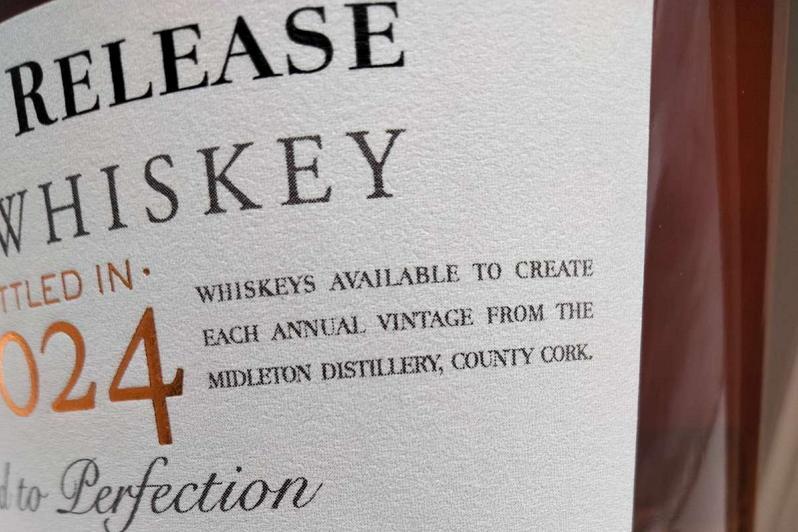 RELEASE
WHISKEY
TTLED IN·
024
WHISKEYS AVAILABLE TO CREATE
EACH ANNUAL VINTAGE FROM THE
MIDLETON DISTILLERY, COUNTY CORK.
d to Perfection